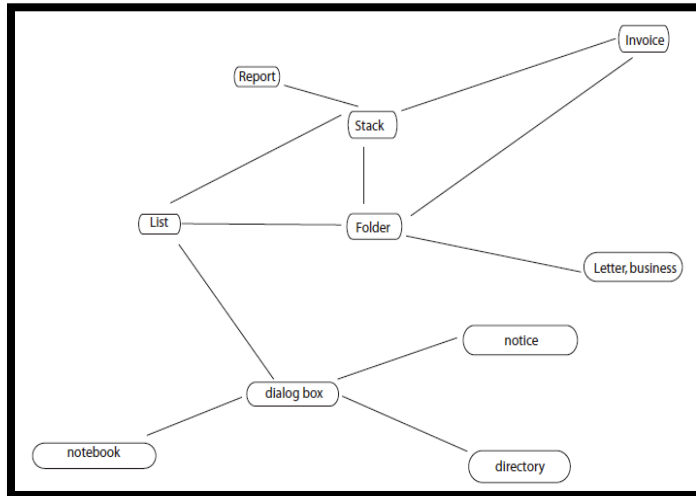 Invoice
Report
Stack
List
Folder
Letter, business
notice
dialog box
notebook
directory